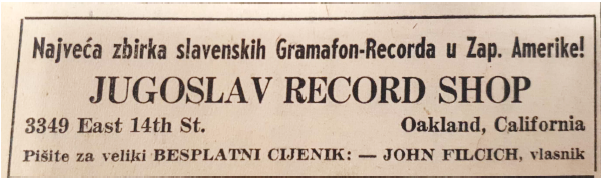 Najveća zbirka slavenskih Gramafon-Recorda u Zap. Amerike!
JUGOSLAV RECORD SHOP
3349 East 14th St. Oakland, California
Pišite za veliki BESPLATNI CIJENIK: — JOHN FILCICH, vlasnik